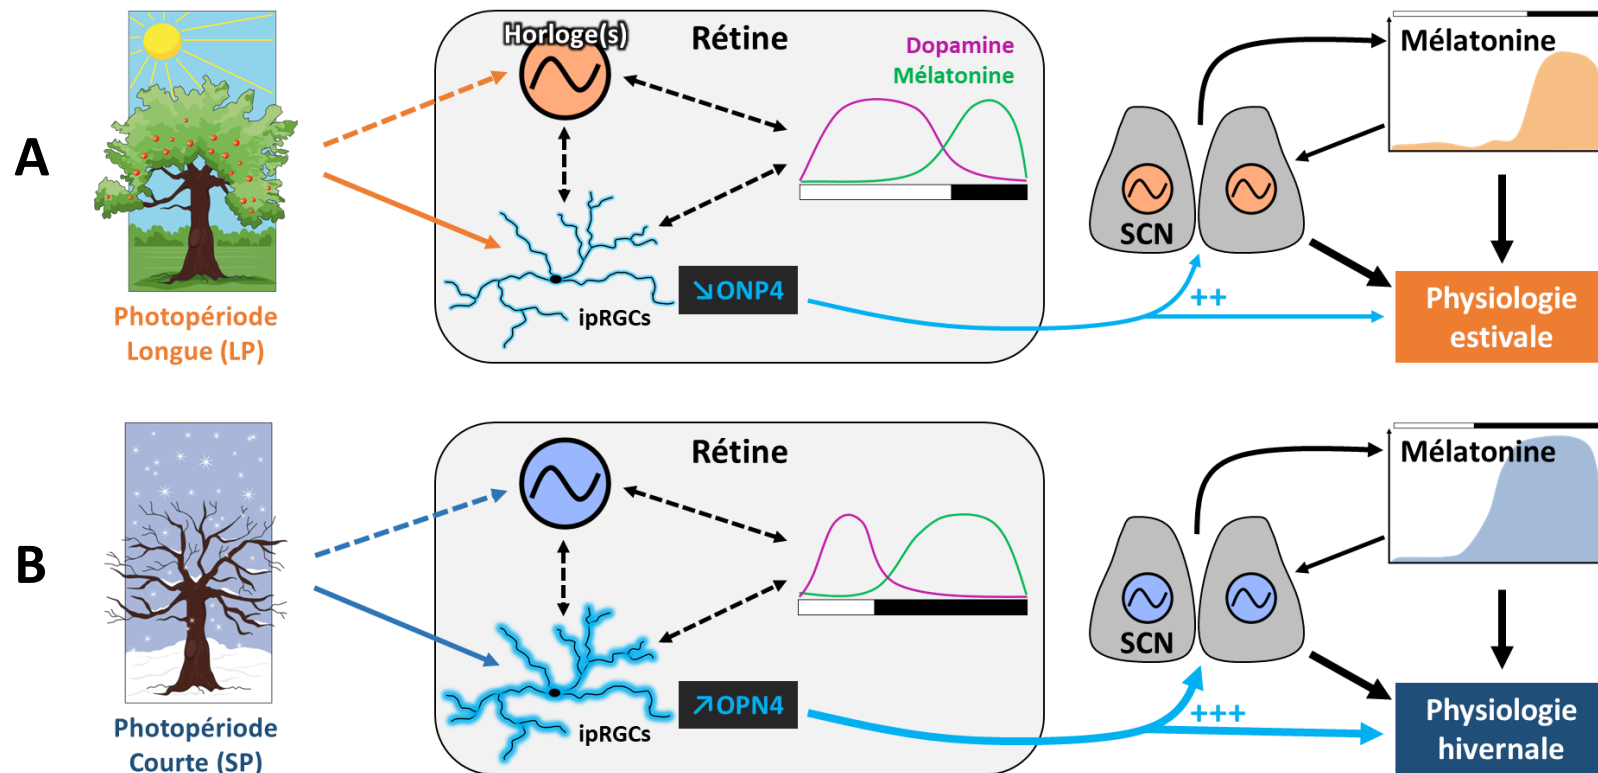 A
Photopériode
Longue (LP)
Horloge(s)
Rétine
Dopamine
Mélatonine
ipRGCs
↘ONP4
SCN
++
Mélatonine
Physiologie
estivale
B
Photopériode
Courte (SP)
Rétine
ipRGCs
↗OPN4
SCN
+++
Mélatonine
Physiologie
hivernale